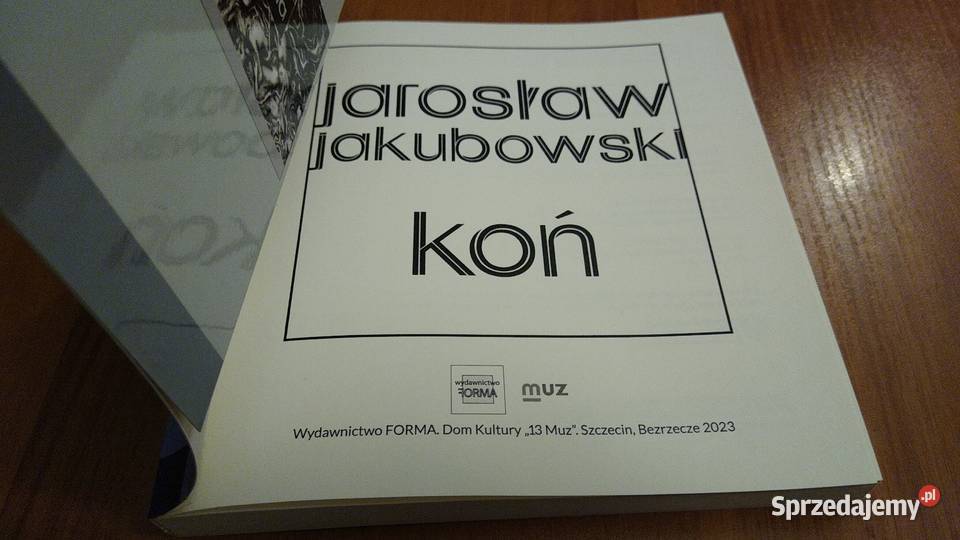 jarosław
jakubowski
koń
wydawnictwo
FORMA
muz
Wydawnictwo FORMA. Dom Kultury „13 Muz”. Szczecin, Bezrzecze 2023
Sprzedajemy.pl